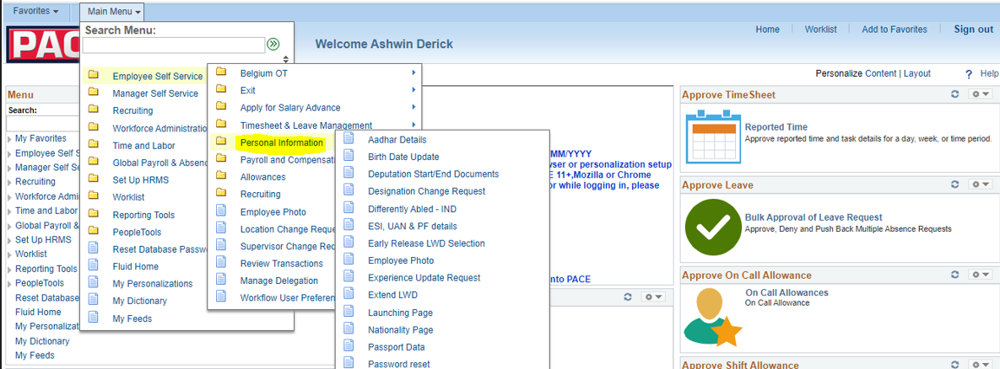 Favorites
Main Menu
PAC
Search Menu:
Welcome Ashwin Derick
Home
Worklist
Add to Favorites
Sign out
Personalize Content | Layout
? Help
Employee Self Service
Manager Self Service
Recruiting
Workforce Administratio
Time and Labor
Global Payroll & Absenc
Set Up HRMS
Worklist
Reporting Tools
PeopleTools
Reset Database Passw
Fluid Home
My Personalizations
My Dictionary
My Feeds
Belgium OT
Exit
Apply for Salary Advance
Timesheet & Leave Management
Personal Information
Payroll and Compensati
Allowances
Recruiting
Employee Photo
Location Change Reque
Supervisor Change Req
Review Transactions
Manage Delegation
Workflow User Preferen
Aadhar Details
Birth Date Update
Deputation Start/End Documents
Designation Change Request
Differently Abled - IND
ESI, UAN & PF details
Early Release LWD Selection
Employee Photo
Experience Update Request
Extend LWD
Launching Page
Nationality Page
Passport Data
Password reset
Menu
Search:
My Favorites
Employee Self S
Manager Self Se
Recruiting
Workforce Admi
Time and Labor
Global Payroll &
Set Up HRMS
Worklist
Reporting Tools
PeopleTools
Reset Database
Fluid Home
My Personalizat
My Dictionary
My Feeds
MM/YYYY
wser or personalization setup
E 11+,Mozilla or Chrome
or while logging in, please
nto PACE
Approve TimeSheet
Reported Time
Approve reported time and task details for a day, week, or time period.
Approve Leave
Bulk Approval of Leave Request
Approve, Deny and Push Back Multiple Absence Requests
Approve On Call Allowance
On Call Allowances
On Call Allowance
Approve Shift Allowance